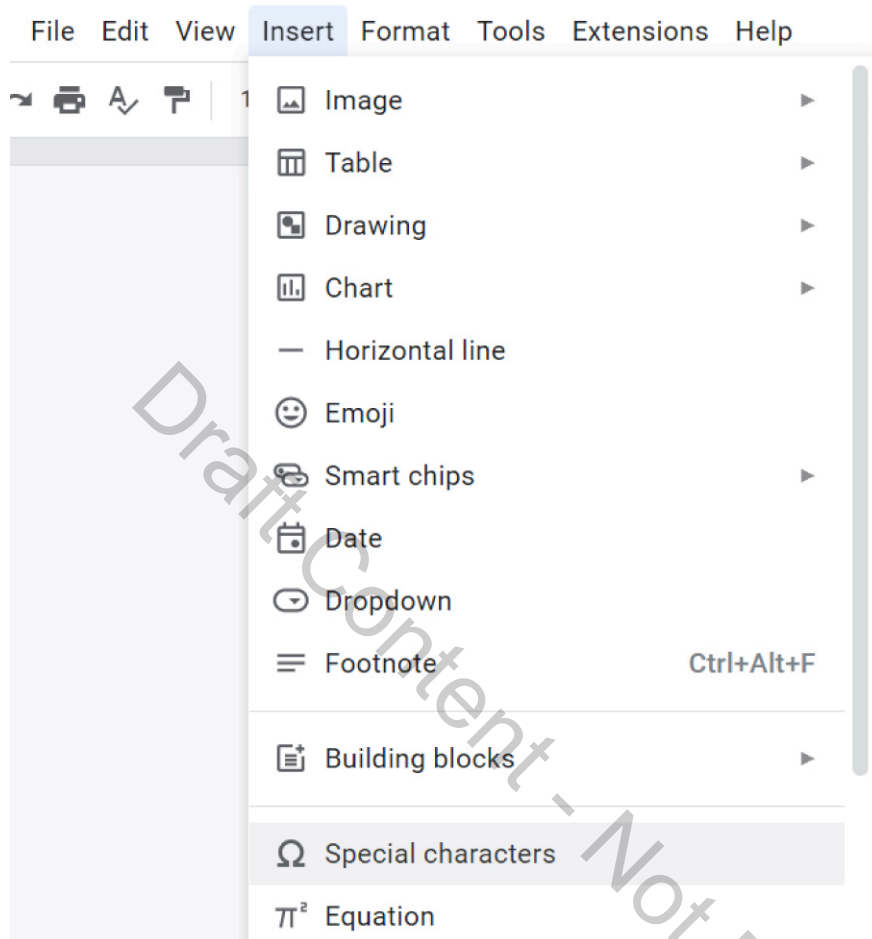 File Edit View Insert Format Tools Extensions Help
Image
Table
Drawing
Chart
Horizontal line
Emoji
Smart chips
Date
Dropdown
Footnote Ctrl+Alt+F
Building blocks
Special characters
Equation
Draft Content - Not